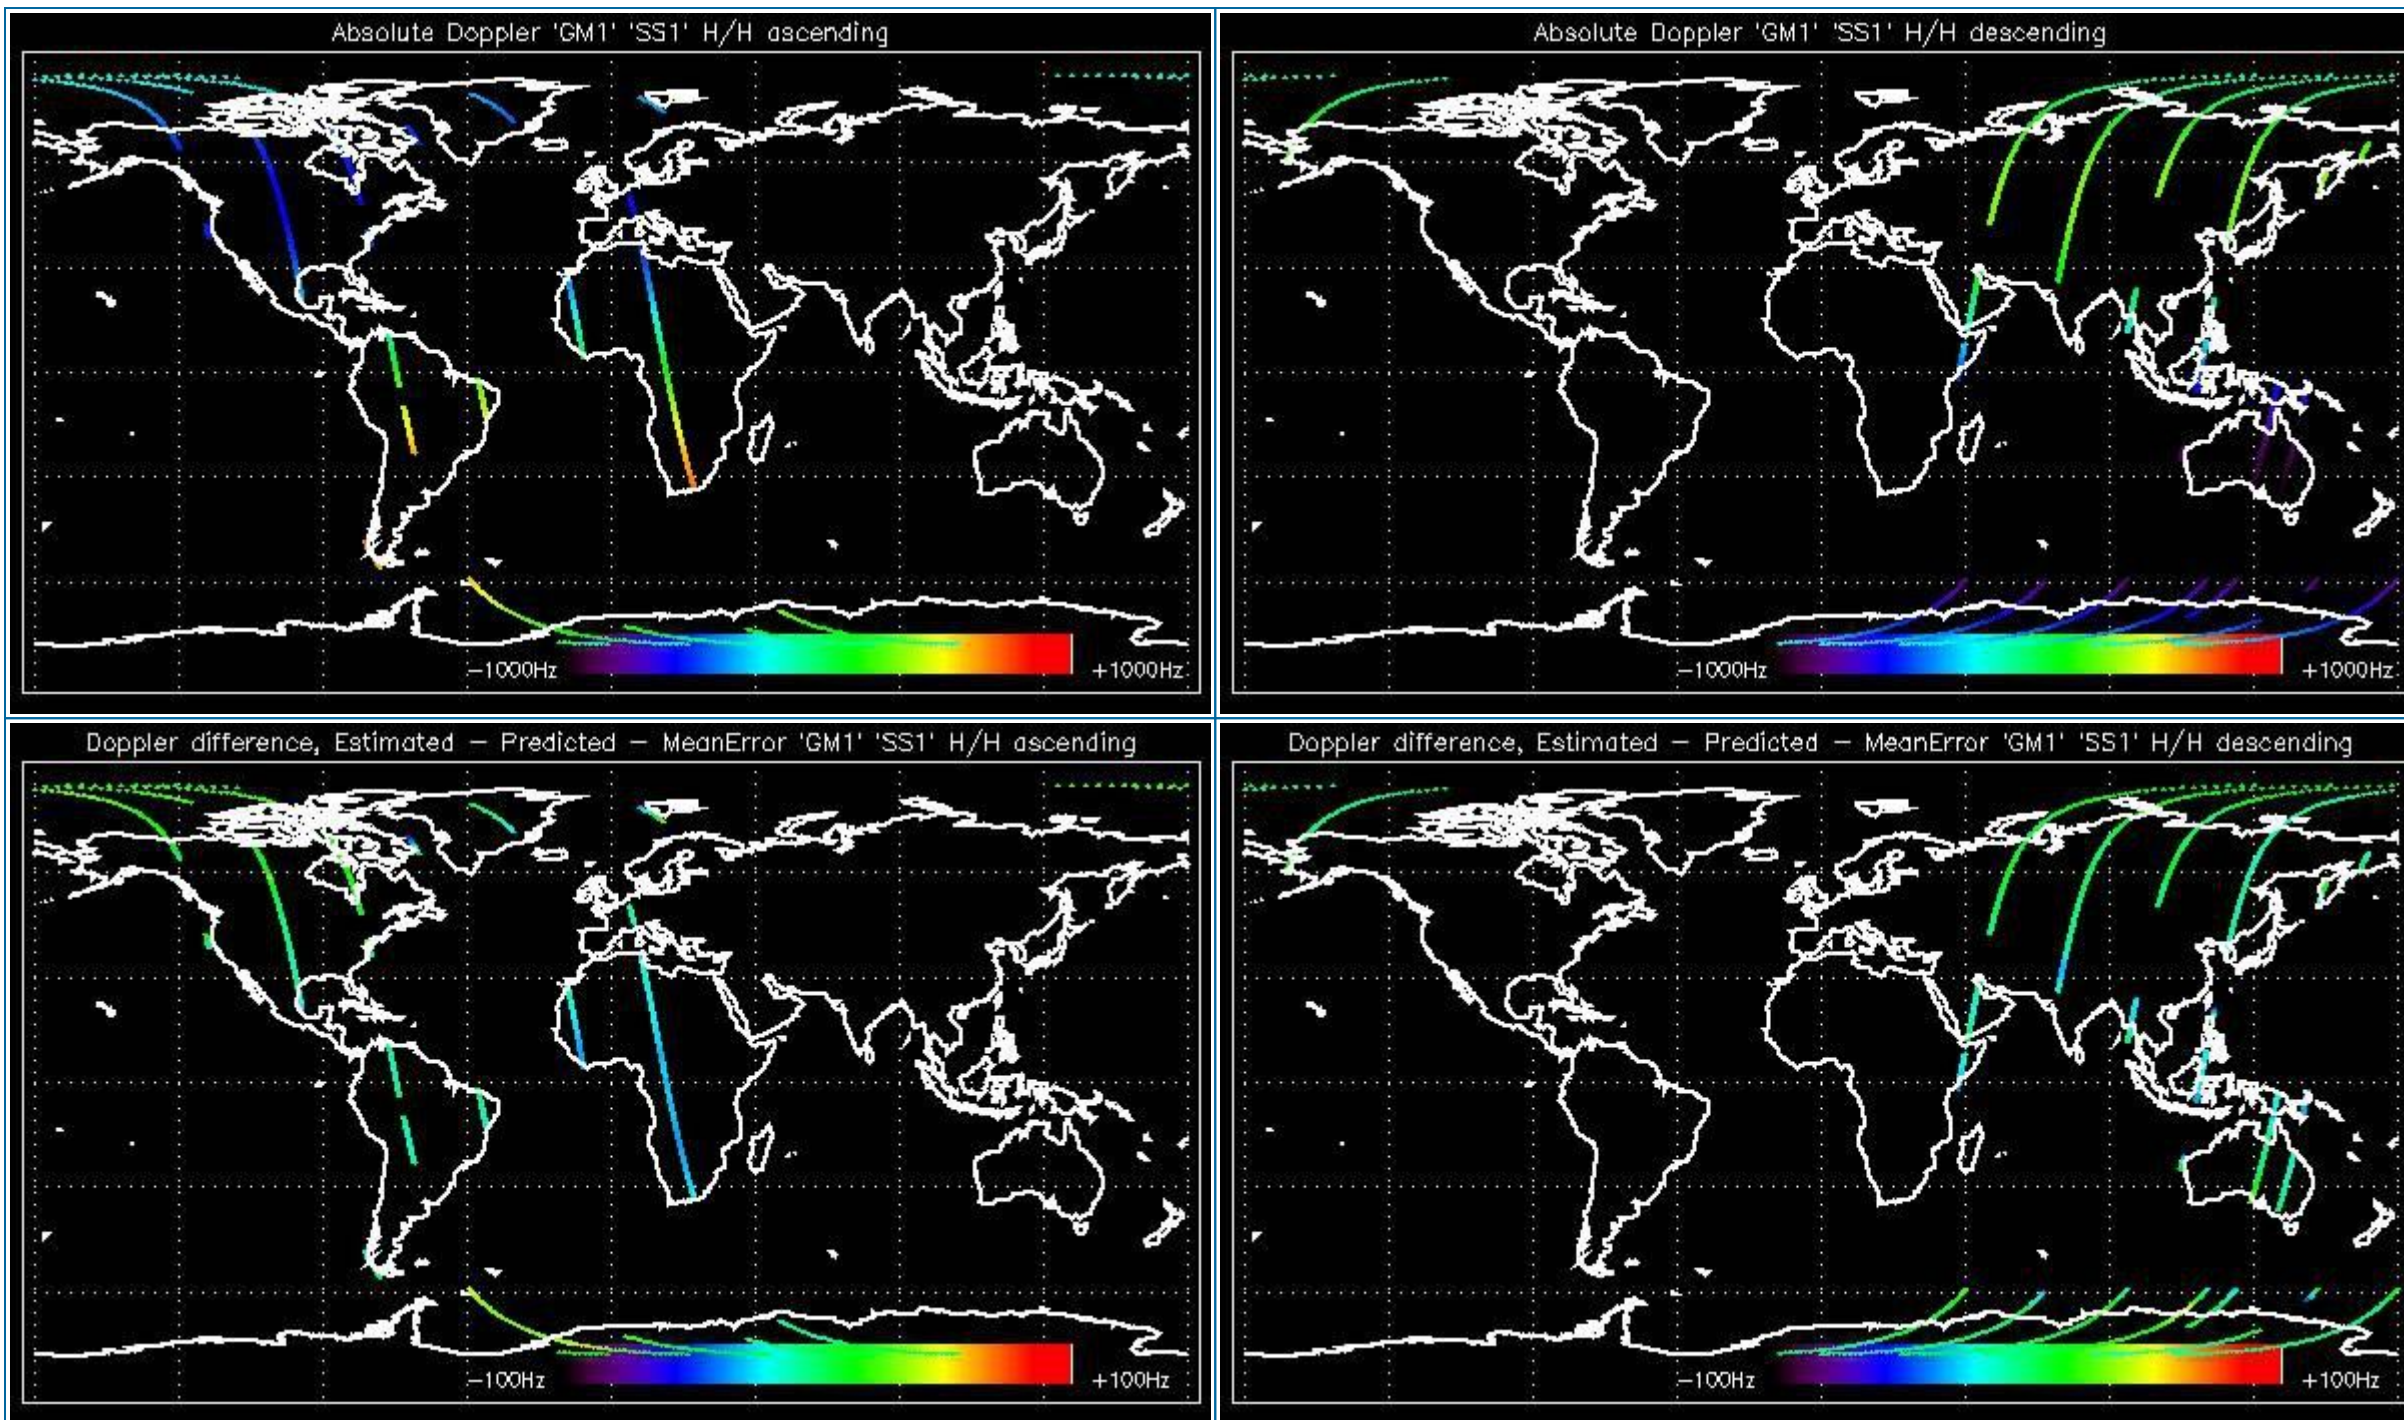 Absolute Doppler 'GM1' 'SS1' H/H ascending
-1000Hz
+1000Hz
Absolute Doppler 'GM1' 'SS1' H/H descending
-1000Hz
+1000Hz
Doppler difference, Estimated - Predicted - MeanError 'GM1' 'SS1' H/H ascending
-100Hz
+100Hz
Doppler difference, Estimated - Predicted - MeanError 'GM1' 'SS1' H/H descending
-100Hz
+100Hz